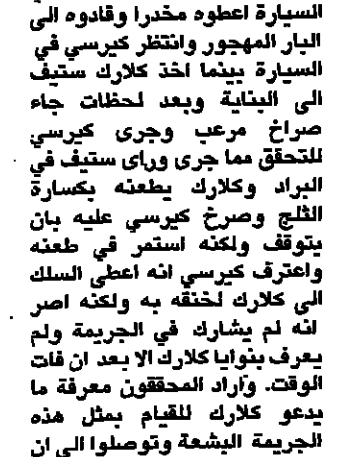 السيارة اعطوه مخدرا وقادوه الى
البار المهجور وانتظر كيرسي في
السيارة بينما اخذ كلارك ستيف
الى البناية وبعد لحظات جاء
صراخ مرعب وجرى كيرسي
للتحقق مما جرى وراى ستيف في
البراد وكلارك يطعنه بكسارة
الثلج وصرخ كيرسي عليه بان
يتوقف ولكنه استمر في طعنه
واعترف كيرسي انه اعطى السلك
الى كلارك لخنقه به ولكنه اصر
انه لم يشارك في الجريمة ولم
يعرف بنوايا كلارك الا بعد ان فات
الوقت. واراد المحققون معرفة ما
يدعو كلارك للقيام بمثل هذه
الجريمة البشعة وتوصلوا الى ان